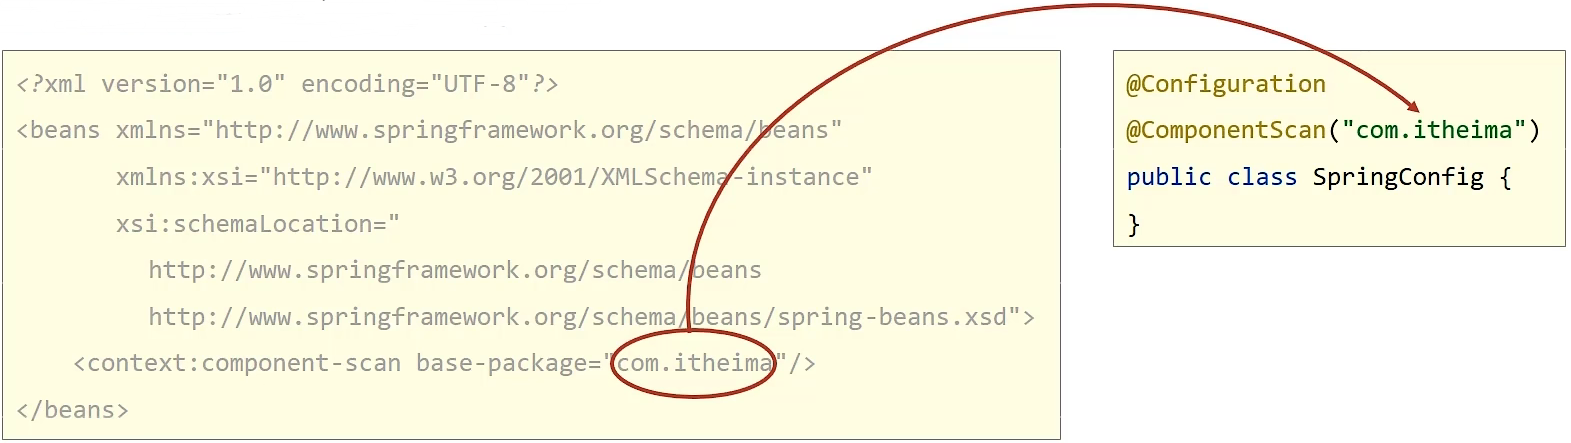 <?xml version="1.0" encoding="UTF-8"?>
<beans xmlns="http://www.springframework.org/schema/beans"
xmlns:xsi="http://www.w3.org/2001/XMLSchema-instance"
xsi:schemaLocation="
http://www.springframework.org/schema/beans
http://www.springframework.org/schema/beans/spring-beans.xsd">
<context:component-scan base-package="com.itheima"/>
</beans>
@Configuration
@ComponentScan("com.itheima")
public class SpringConfig {
}